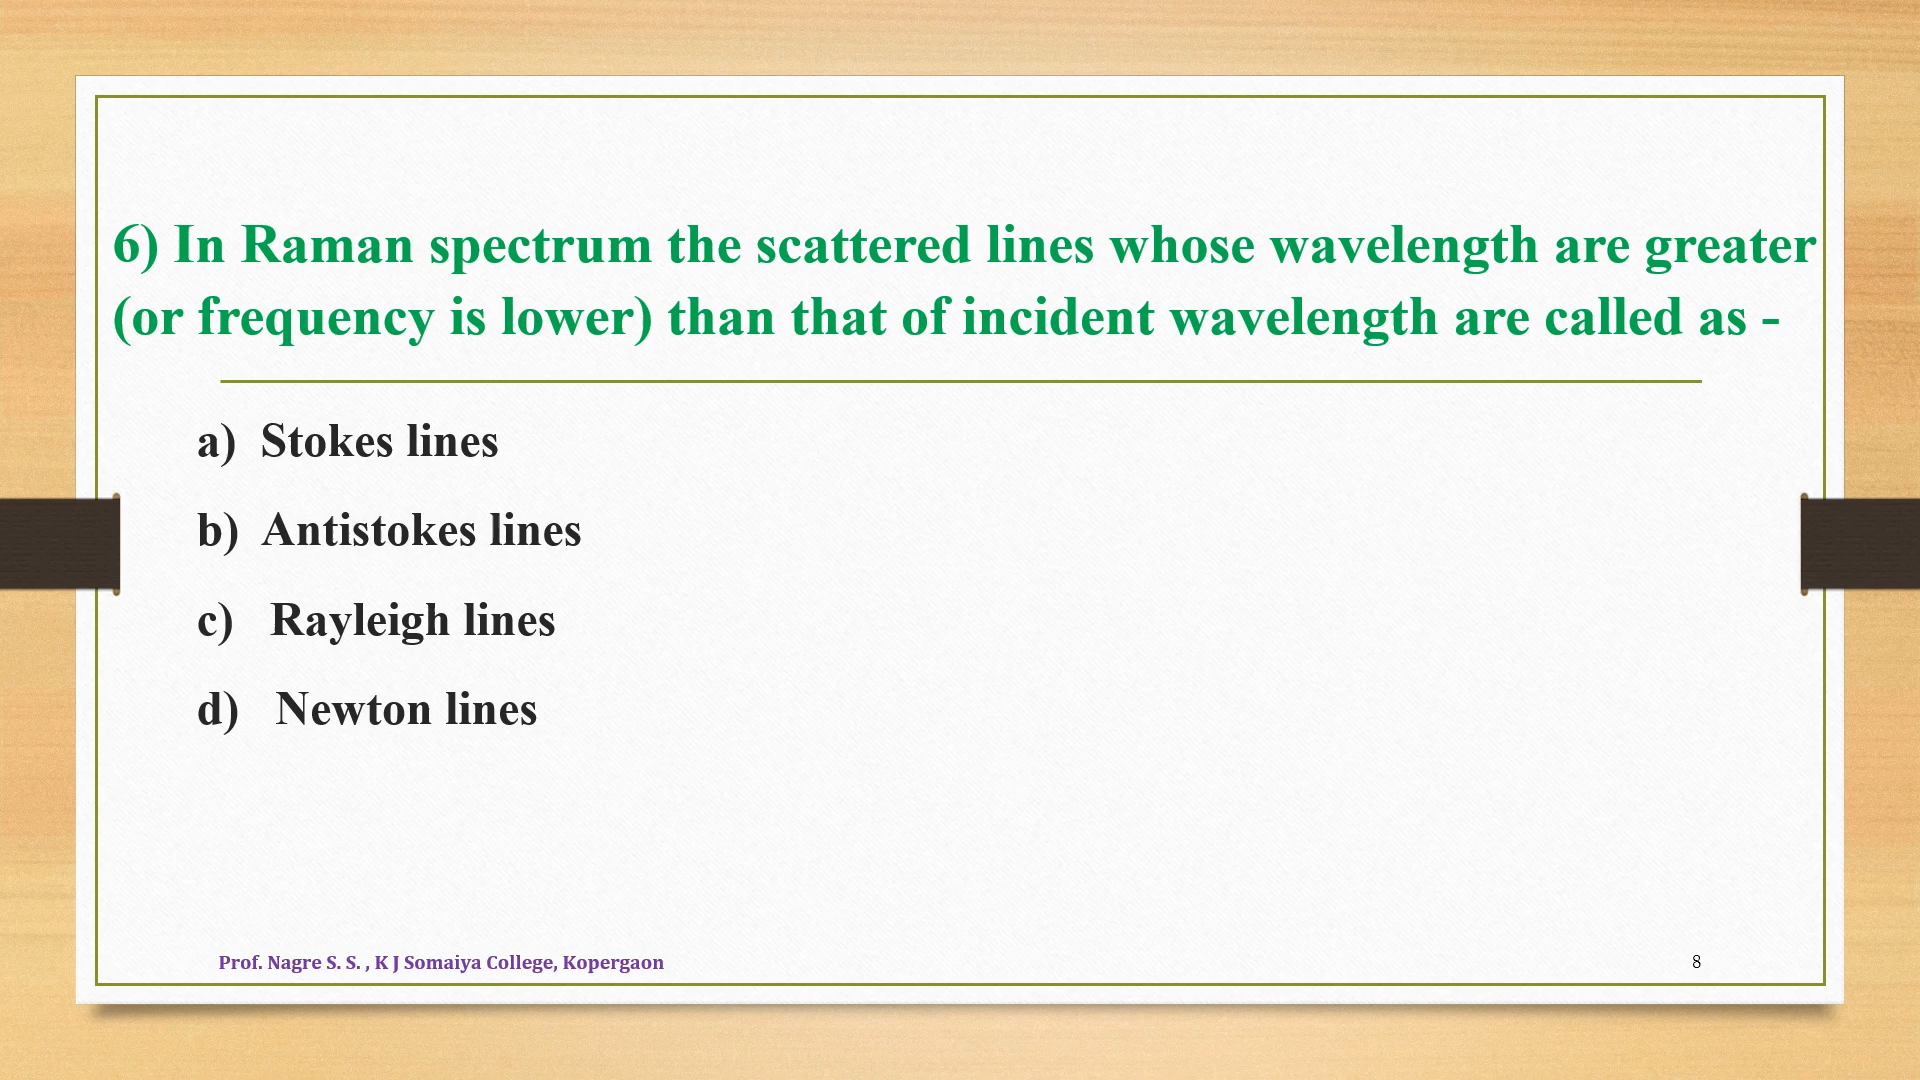 6) In Raman spectrum the scattered lines whose wavelength are greater
(or frequency is lower) than that of incident wavelength are called as -
a) Stokes lines
b) Antistokes lines
c) Rayleigh lines
d) Newton lines
Prof. Nagre S. S. , K J Somaiya College, Kopergaon
8